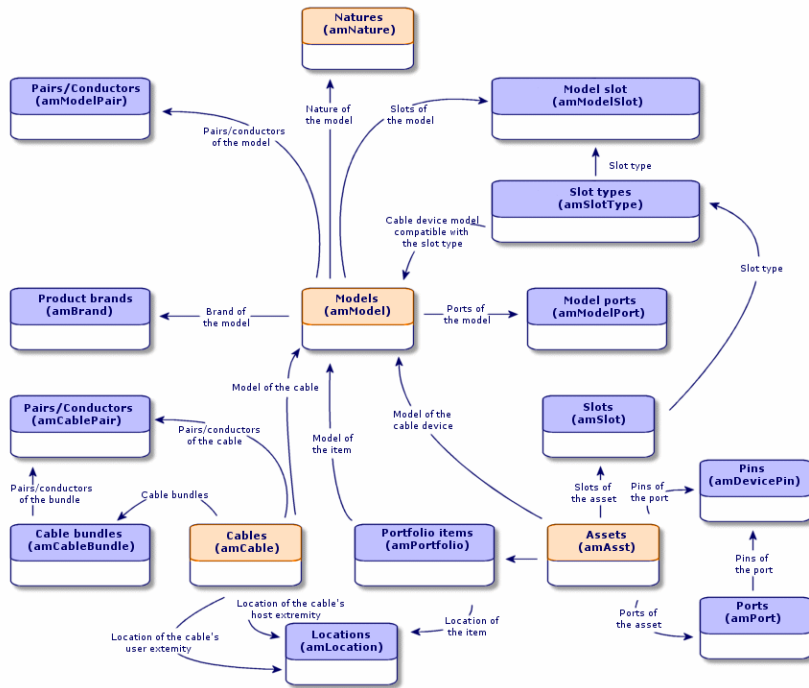 Natures
(amNature)
Pairs/Conductors
(amModelPair)
Model slot
(amModelSlot)
Nature of
the model
Slots of
the model
Pairs/conductors
of the model
Slot type
Slot types
(amSlotType)
Cable device model
compatible with
the slot type
Slot type
Product brands
(amBrand)
Brand of
the model
Models
(amModel)
Ports of
the model
Model ports
(amModelPort)
Model of the cable
Pairs/Conductors
(amCablePair)
Pairs/conductors
of the cable
Model of
the item
Model of the
cable device
Slots
(amSlot)
Pairs/conductors
of the bundle
Cable bundles
Slots of
the asset
Pins of
the port
Pins
(amDevicePin)
Cable bundles
(amCableBundle)
Cables
(amCable)
Portfolio items
(amPortfolio)
Assets
(amAsst)
Pins of
the port
Location of the cable's
host extremity
Location of the cable's
user extemity
Locations
(amLocation)
Location of
the item
Ports of
the asset
Ports
(amPort)